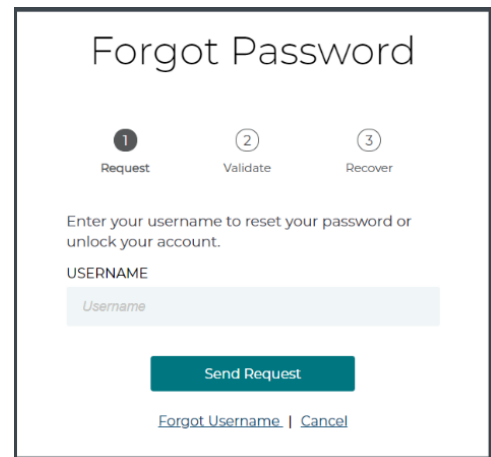 Forgot Password
1 2 3
Request Validate Recover
Enter your username to reset your password or
unlock your account.
USERNAME
Username
Send Request
Forgot Username | Cancel